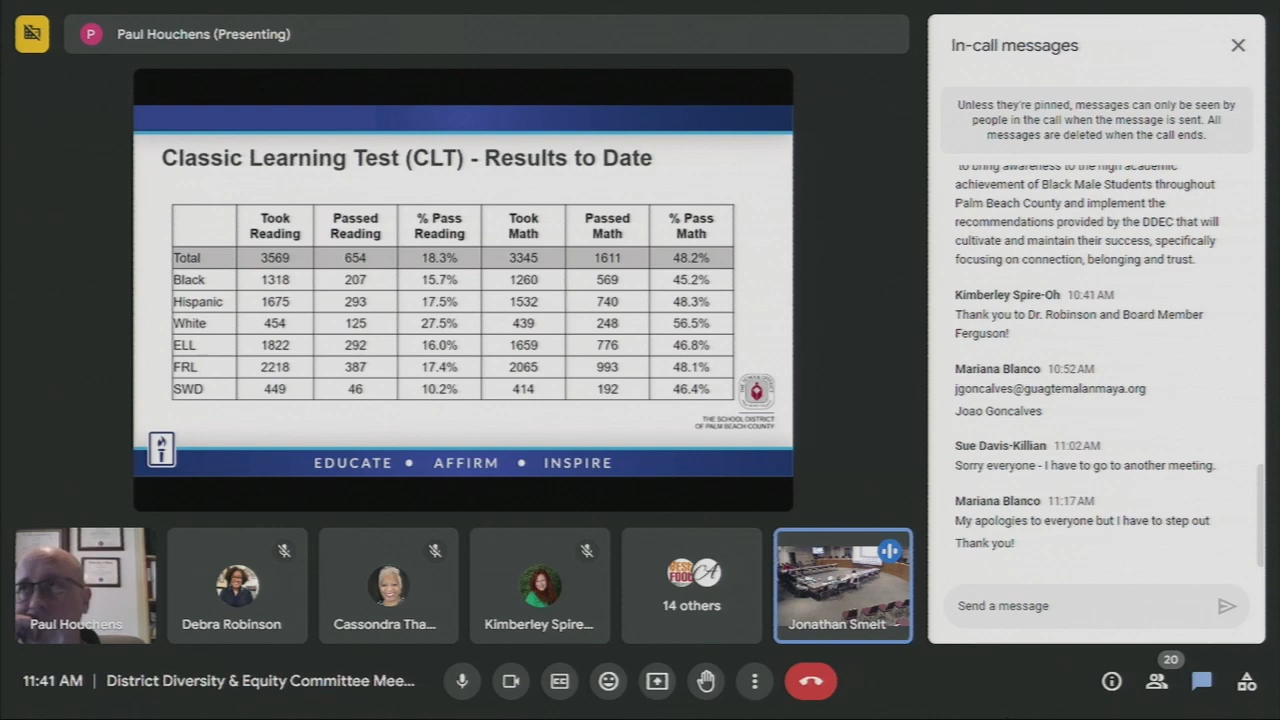 P Paul Houchens (Presenting)
Classic Learning Test (CLT) - Results to Date
Took Reading Passed Reading % Pass Reading Took Math Passed Math % Pass Math
Total 3569 654 18.3% 3345 1611 48.2%
Black 1318 207 15.7% 1260 569 45.2%
Hispanic 1675 293 17.5% 1532 740 48.3%
White 454 125 27.5% 439 248 56.5%
ELL 1822 292 16.0% 1659 776 46.8%
FRL 2218 387 17.4% 2065 993 48.1%
SWD 449 46 10.2% 414 192 46.4%
THE SCHOOL DISTRICT
OF PALM BEACH COUNTY
EDUCATE • AFFIRM • INSPIRE
Paul Houchens
Debra Robinson
Cassondra Tha...
Kimberley Spire...
14 others
Jonathan Smelt
In-call messages
Unless they're pinned, messages can only be seen by
people in the call when the message is sent. All
messages are deleted when the call ends.
to bring awareness to the high academic
achievement of Black Male Students throughout
Palm Beach County and implement the
recommendations provided by the DDEC that will
cultivate and maintain their success, specifically
focusing on connection, belonging and trust.
Kimberley Spire-Oh 10:41 AM
Thank you to Dr. Robinson and Board Member
Ferguson!
Mariana Blanco 10:52 AM
jgoncalves@guagtemalanmaya.org
Joao Goncalves
Sue Davis-Killian 11:02 AM
Sorry everyone - I have to go to another meeting.
Mariana Blanco 11:17 AM
My apologies to everyone but I have to step out
Thank you!
Send a message
11:41 AM | District Diversity & Equity Committee Mee...
20